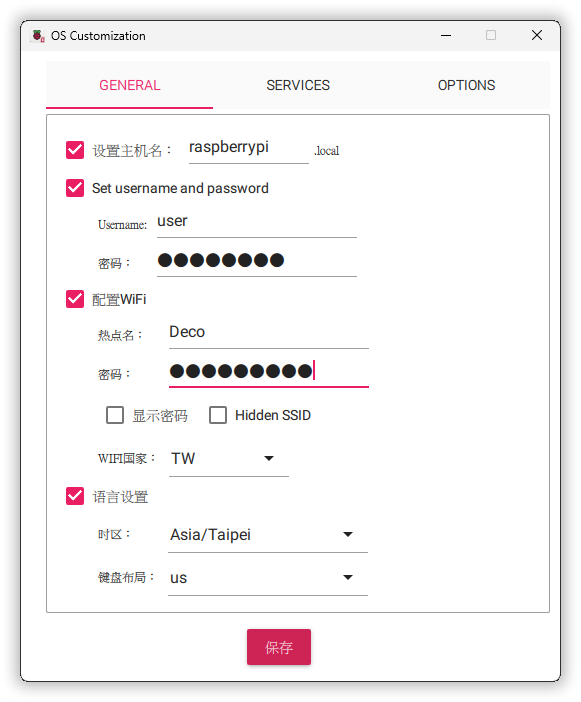 OS Customization
GENERAL SERVICES OPTIONS
设置主机名： raspberrypi .local
Set username and password
Username: user
密码： ●●●●●●●●
配置WiFi
热点名： Deco
密码： ●●●●●●●●●
显示密码 Hidden SSID
WIFI国家： TW
语言设置
时区： Asia/Taipei
键盘布局： us
保存